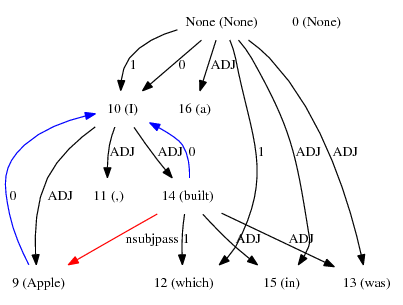 None (None) 0 (None)
1 0 ADJ
10 (I) 16 (a)
ADJ ADJ 0 1 ADJ ADJ
0 ADJ 11 (,) 14 (built)
nsubjpass 1 ADJ ADJ
9 (Apple) 12 (which) 15 (in) 13 (was)